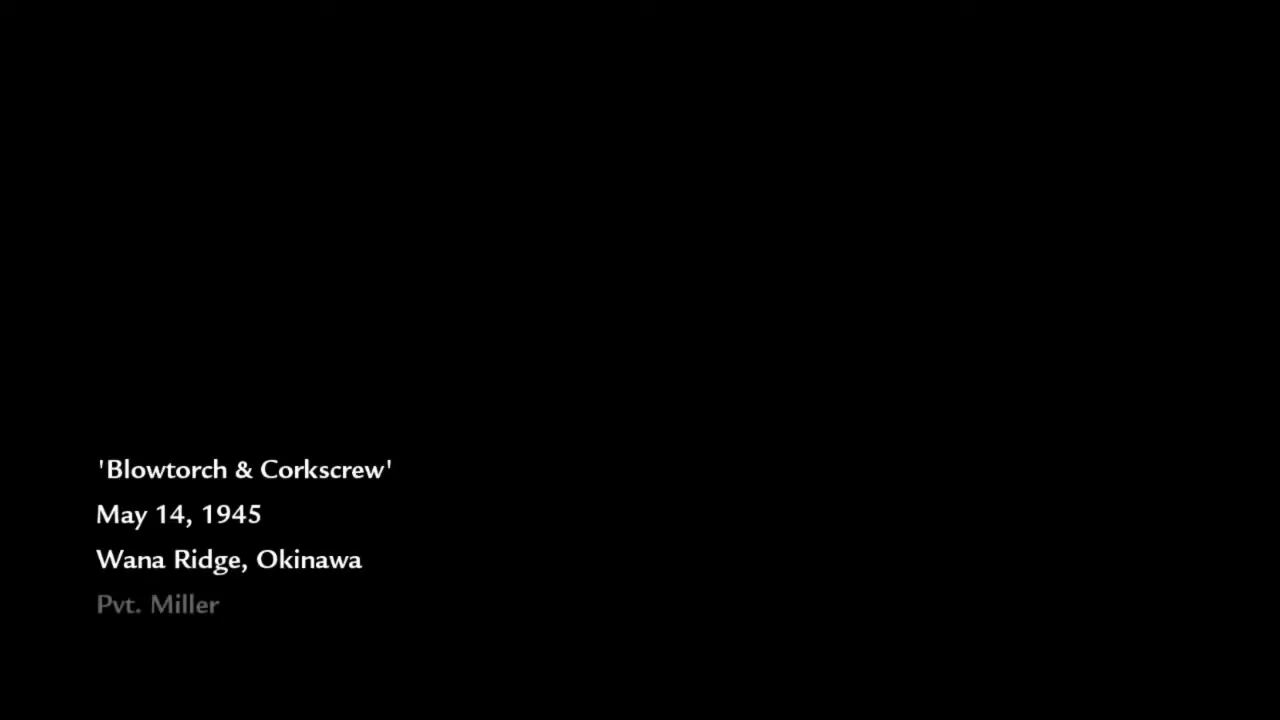 'Blowtorch & Corkscrew'
May 14, 1945
Wana Ridge, Okinawa
Pvt. Miller